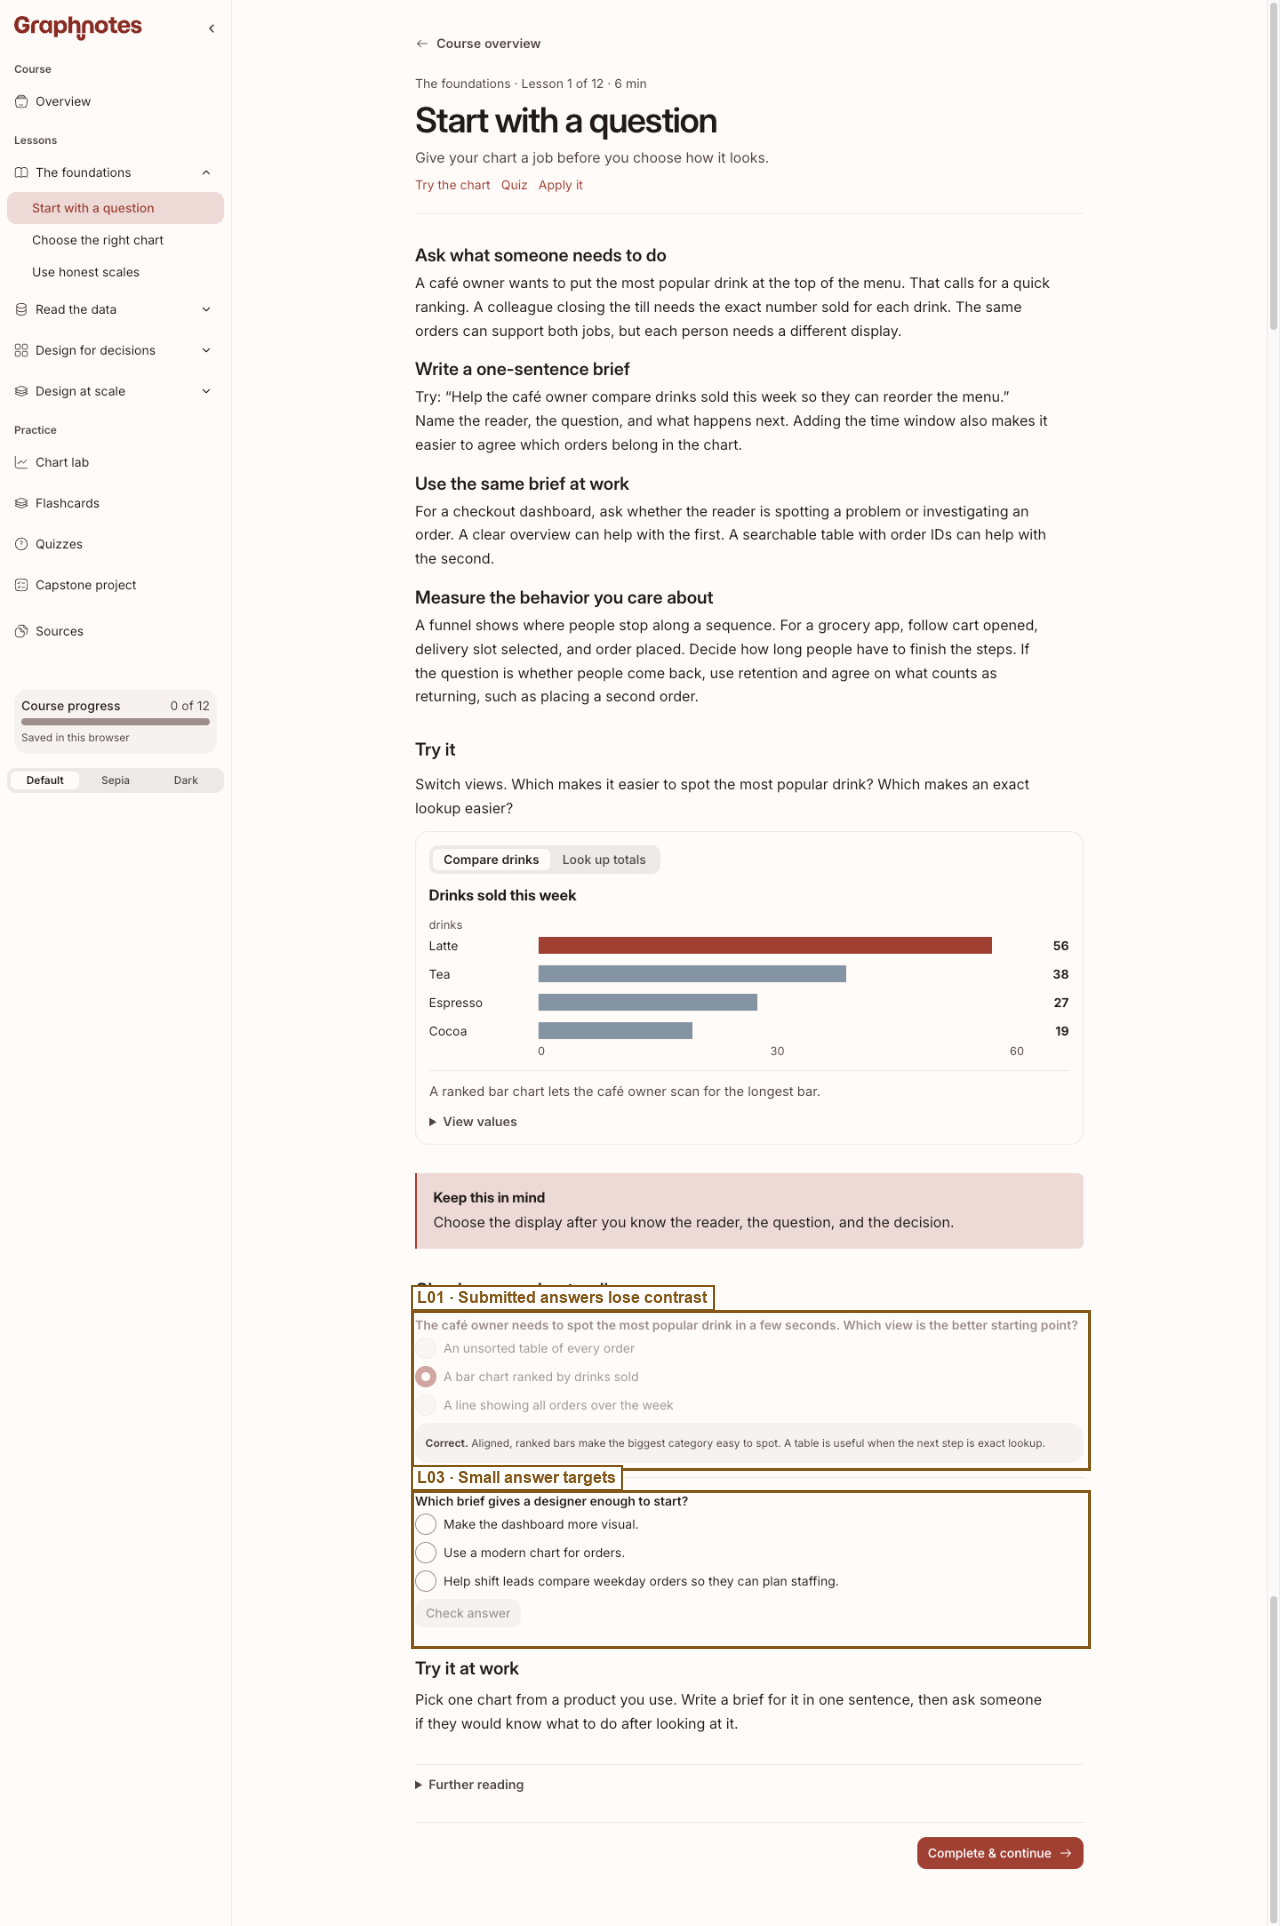 Graphnotes
Course
Overview
Lessons
The foundations
Start with a question
Choose the right chart
Use honest scales
Read the data
Design for decisions
Design at scale
Practice
Chart lab
Flashcards
Quizzes
Capstone project
Sources
Course progress 0 of 12
Saved in this browser
Default Sepia Dark
← Course overview
The foundations · Lesson 1 of 12 · 6 min
Start with a question
Give your chart a job before you choose how it looks.
Try the chart Quiz Apply it
Ask what someone needs to do
A café owner wants to put the most popular drink at the top of the menu. That calls for a quick
ranking. A colleague closing the till needs the exact number sold for each drink. The same
orders can support both jobs, but each person needs a different display.
Write a one-sentence brief
Try: “Help the café owner compare drinks sold this week so they can reorder the menu.”
Name the reader, the question, and what happens next. Adding the time window also makes it
easier to agree which orders belong in the chart.
Use the same brief at work
For a checkout dashboard, ask whether the reader is spotting a problem or investigating an
order. A clear overview can help with the first. A searchable table with order IDs can help with
the second.
Measure the behavior you care about
A funnel shows where people stop along a sequence. For a grocery app, follow cart opened,
delivery slot selected, and order placed. Decide how long people have to finish the steps. If
the question is whether people come back, use retention and agree on what counts as
returning, such as placing a second order.
Try it
Switch views. Which makes it easier to spot the most popular drink? Which makes an exact
lookup easier?
Compare drinks Look up totals
Drinks sold this week
drinks
Latte 56
Tea 38
Espresso 27
Cocoa 19
0 30 60
A ranked bar chart lets the café owner scan for the longest bar.
View values
Keep this in mind
Choose the display after you know the reader, the question, and the decision.
L01 · Submitted answers lose contrast
The café owner needs to spot the most popular drink in a few seconds. Which view is the better starting point?
An unsorted table of every order
A bar chart ranked by drinks sold
A line showing all orders over the week
Correct. Aligned, ranked bars make the biggest category easy to spot. A table is useful when the next step is exact lookup.
L03 · Small answer targets
Which brief gives a designer enough to start?
Make the dashboard more visual.
Use a modern chart for orders.
Help shift leads compare weekday orders so they can plan staffing.
Check answer
Try it at work
Pick one chart from a product you use. Write a brief for it in one sentence, then ask someone
if they would know what to do after looking at it.
Further reading
Complete & continue →